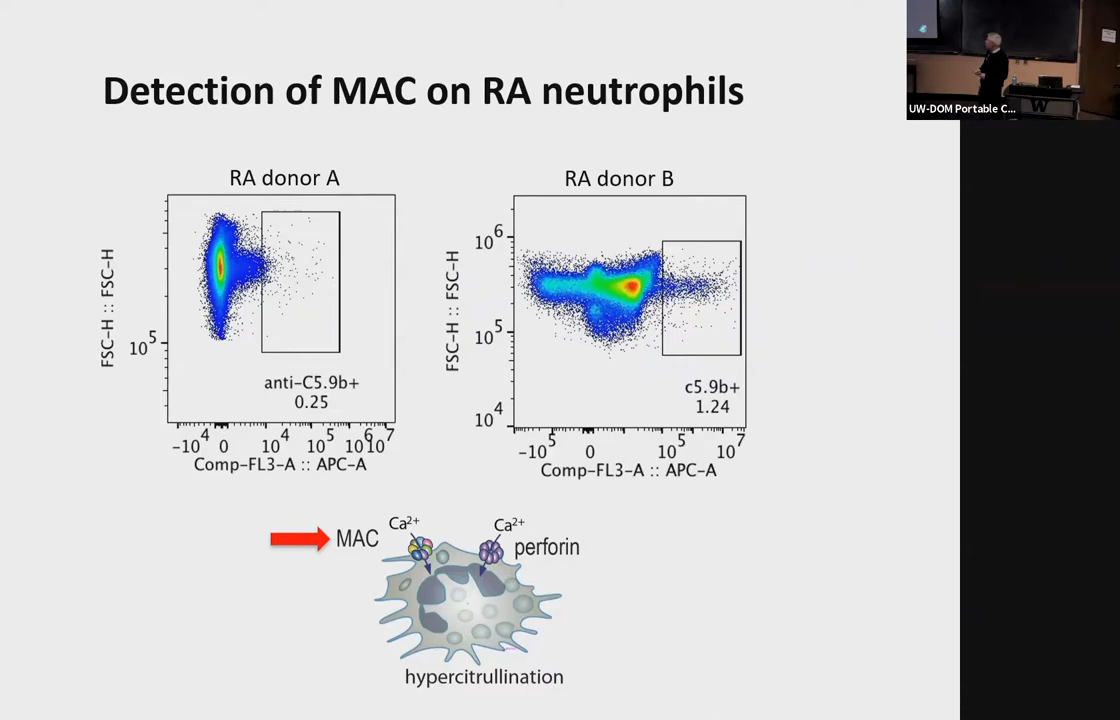 Detection of MAC on RA neutrophils
UW-DOM Portable C...
W
RA donor A
FSC-H :: FSC-H
10^5
anti-C5.9b+
0.25
-10^4 0 10^4 10^5 10^6 10^7
Comp-FL3-A :: APC-A
RA donor B
FSC-H :: FSC-H
10^6
10^5
10^4
c5.9b+
1.24
-10^5 0 10^5 10^7
Comp-FL3-A :: APC-A
MAC
Ca2+
Ca2+
perforin
hypercitrullination